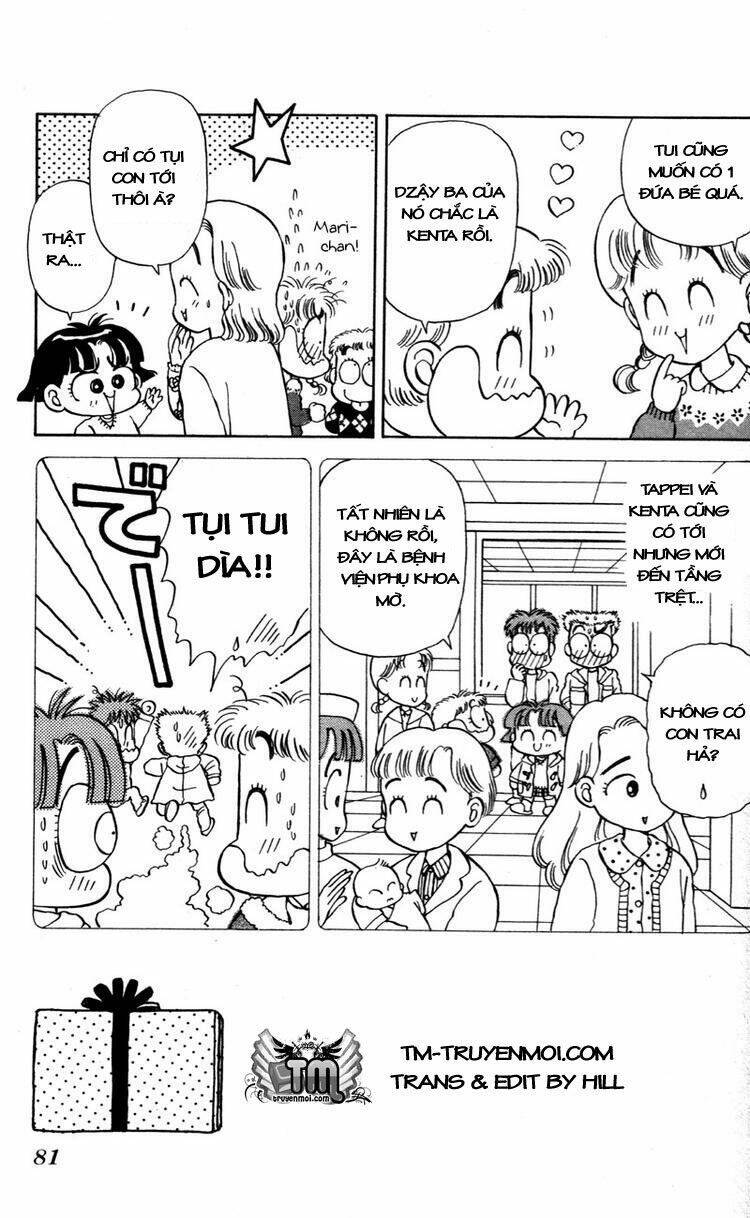 TUI CŨNG
MUỐN CÓ 1
ĐỨA BÉ QUÁ.
DZẬY BA CỦA
NÓ CHẮC LÀ
KENTA RỒI.
Mari-
chan!
CHỈ CÓ TỤI
CON TỚI
THÔI À?
THẬT
RA...
TAPPEI VÀ
KENTA CŨNG
CÓ TỚI
NHƯNG MỚI
ĐẾN TẦNG
TRỆT...
KHÔNG CÓ
CON TRAI
HẢ?
TẤT NHIÊN LÀ
KHÔNG RỒI,
ĐÂY LÀ BỆNH
VIỆN PHỤ KHOA
MỜ.
TỤI TUI
DÌA!!
TM
truyenmoi.com
TM-TRUYENMOI.COM
TRANS & EDIT BY HILL
81